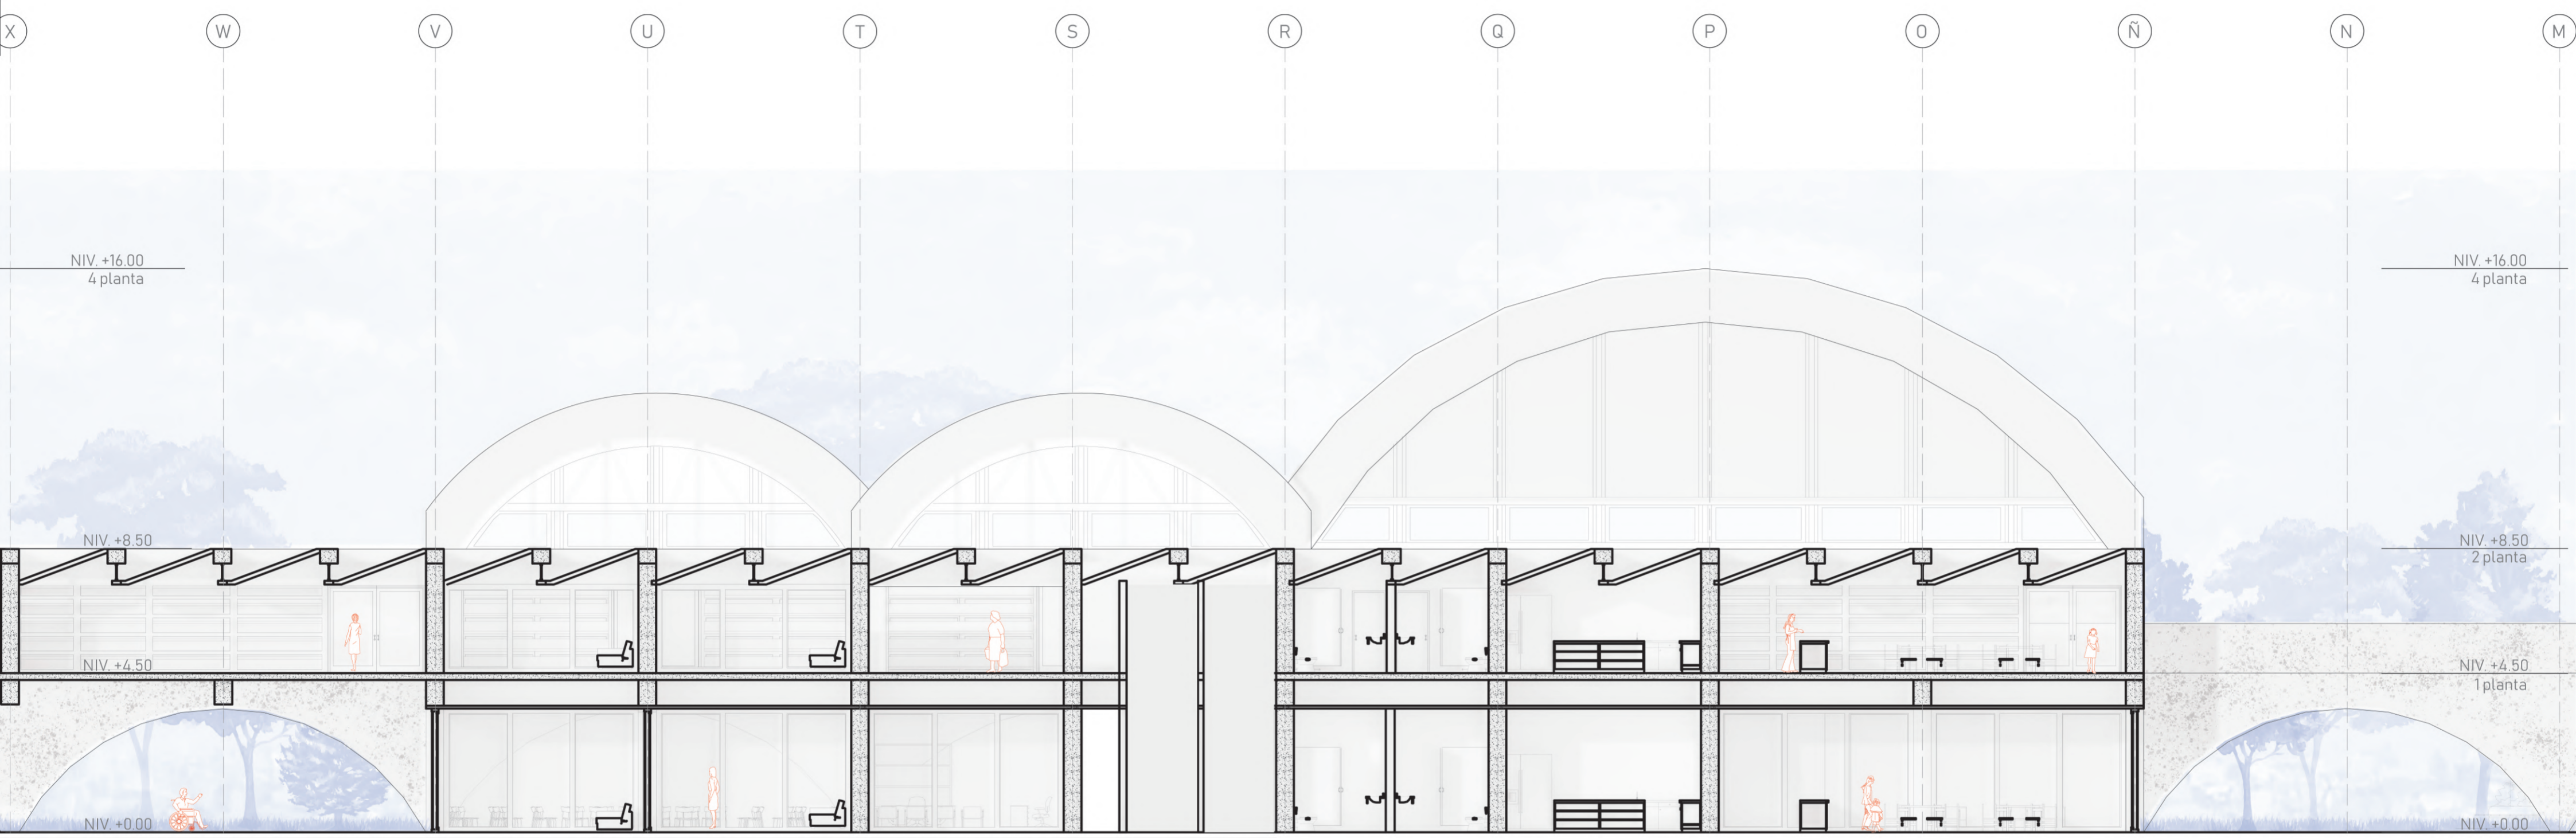 X W V U T S R Q P O Ñ N M
NIV. +16.00
4 planta
NIV. +16.00
4 planta
NIV. +8.50
NIV. +8.50
2 planta
NIV. +4.50
NIV. +4.50
1 planta
NIV. +0.00
NIV. +0.00